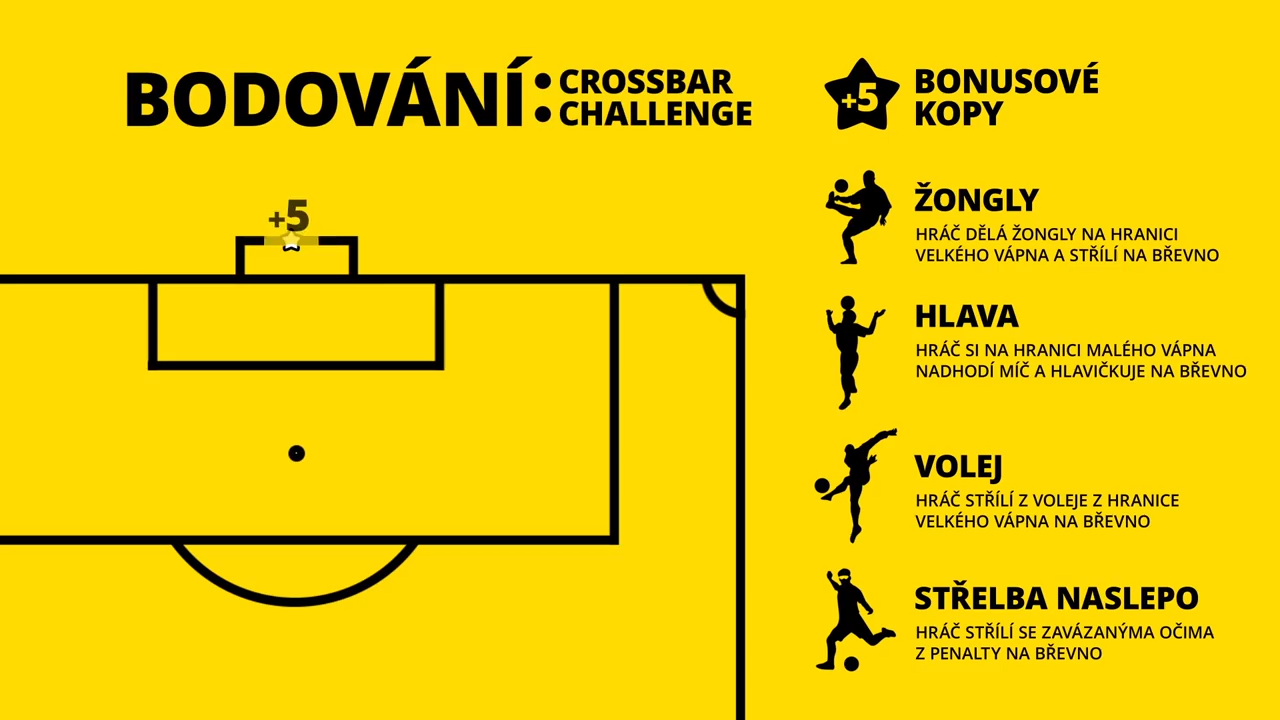 BODOVÁNÍ: CROSSBAR
CHALLENGE
+5
+5
BONUSOVÉ
KOPY
ŽONGLY
HRÁČ DĚLÁ ŽONGLY NA HRANICI
VELKÉHO VÁPNA A STŘÍLÍ NA BŘEVNO
HLAVA
HRÁČ SI NA HRANICI MALÉHO VÁPNA
NADHODÍ MÍČ A HLAVIČKUJE NA BŘEVNO
VOLEJ
HRÁČ STŘÍLÍ Z VOLEJE Z HRANICE
VELKÉHO VÁPNA NA BŘEVNO
STŘELBA NASLEPO
HRÁČ STŘÍLÍ SE ZAVÁZANÝMA OČIMA
Z PENALTY NA BŘEVNO